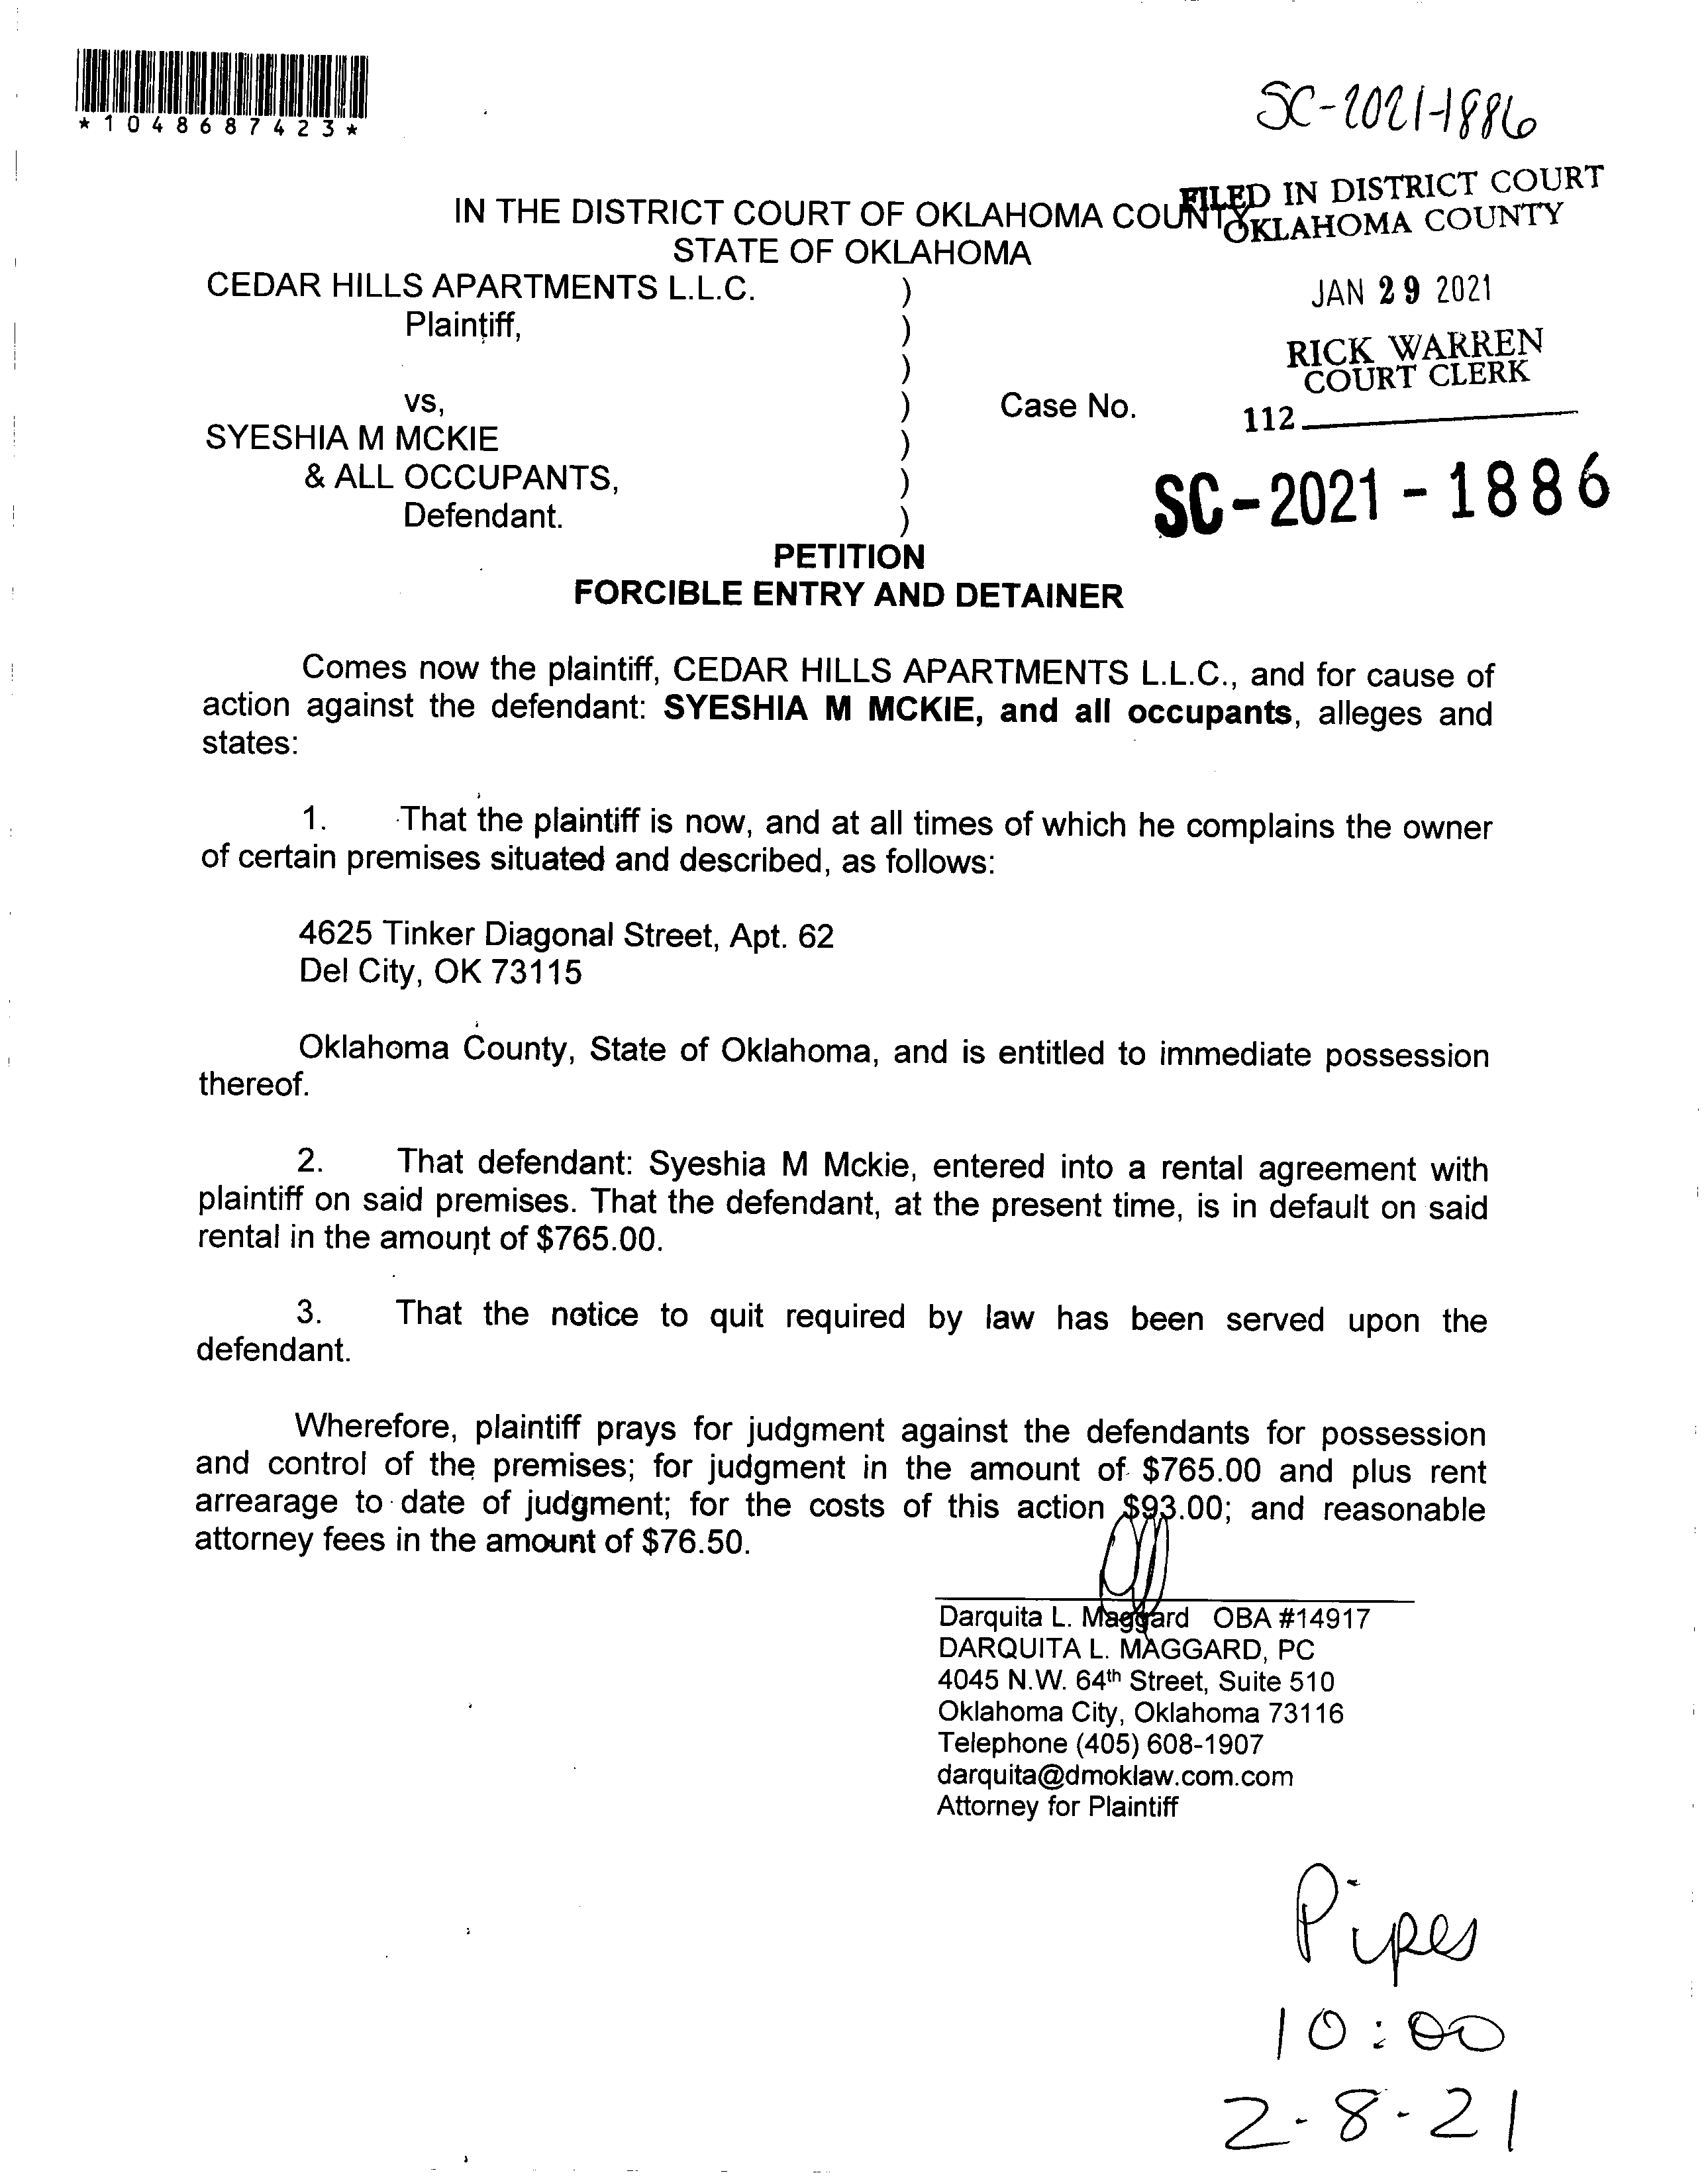 *1048687423*
SC-2021-1886
FILED IN DISTRICT COURT
OKLAHOMA COUNTY
IN THE DISTRICT COURT OF OKLAHOMA COUNTY
STATE OF OKLAHOMA
JAN 29 2021
RICK WARREN
COURT CLERK
112
CEDAR HILLS APARTMENTS L.L.C. )
Plaintiff, )
)
vs, ) Case No.
SYESHIA M MCKIE )
& ALL OCCUPANTS, )
Defendant. )
SC-2021-1886
PETITION
FORCIBLE ENTRY AND DETAINER
Comes now the plaintiff, CEDAR HILLS APARTMENTS L.L.C., and for cause of
action against the defendant: SYESHIA M MCKIE, and all occupants, alleges and
states:
1. That the plaintiff is now, and at all times of which he complains the owner
of certain premises situated and described, as follows:
4625 Tinker Diagonal Street, Apt. 62
Del City, OK 73115
Oklahoma County, State of Oklahoma, and is entitled to immediate possession
thereof.
2. That defendant: Syeshia M Mckie, entered into a rental agreement with
plaintiff on said premises. That the defendant, at the present time, is in default on said
rental in the amount of $765.00.
3. That the notice to quit required by law has been served upon the
defendant.
Wherefore, plaintiff prays for judgment against the defendants for possession
and control of the premises; for judgment in the amount of $765.00 and plus rent
arrearage to date of judgment; for the costs of this action $93.00; and reasonable
attorney fees in the amount of $76.50.
Darquita L. Maggard OBA #14917
DARQUITA L. MAGGARD, PC
4045 N.W. 64th Street, Suite 510
Oklahoma City, Oklahoma 73116
Telephone (405) 608-1907
darquita@dmoklaw.com.com
Attorney for Plaintiff
Pipes
10:00
2-8-21